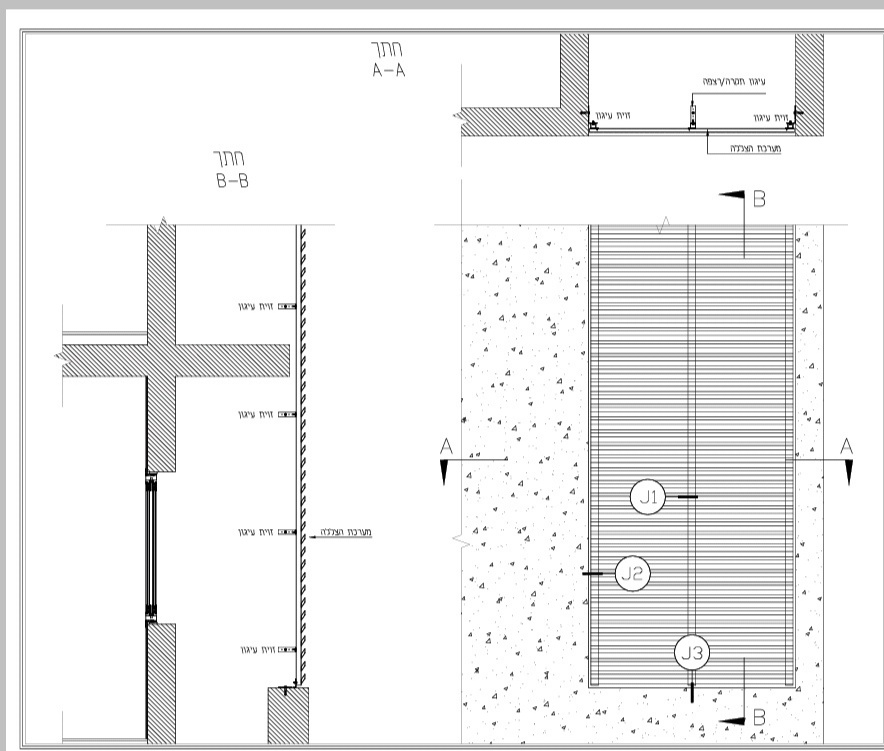 חתך
A-A
עיגון תקרה/רצפה
זוית עיגון
זוית עיגון
מערכת הצללה
חתך
B-B
B
זוית עיגון
זוית עיגון
A
A
J1
זוית עיגון
מערכת הצללה
J2
זוית עיגון
J3
B